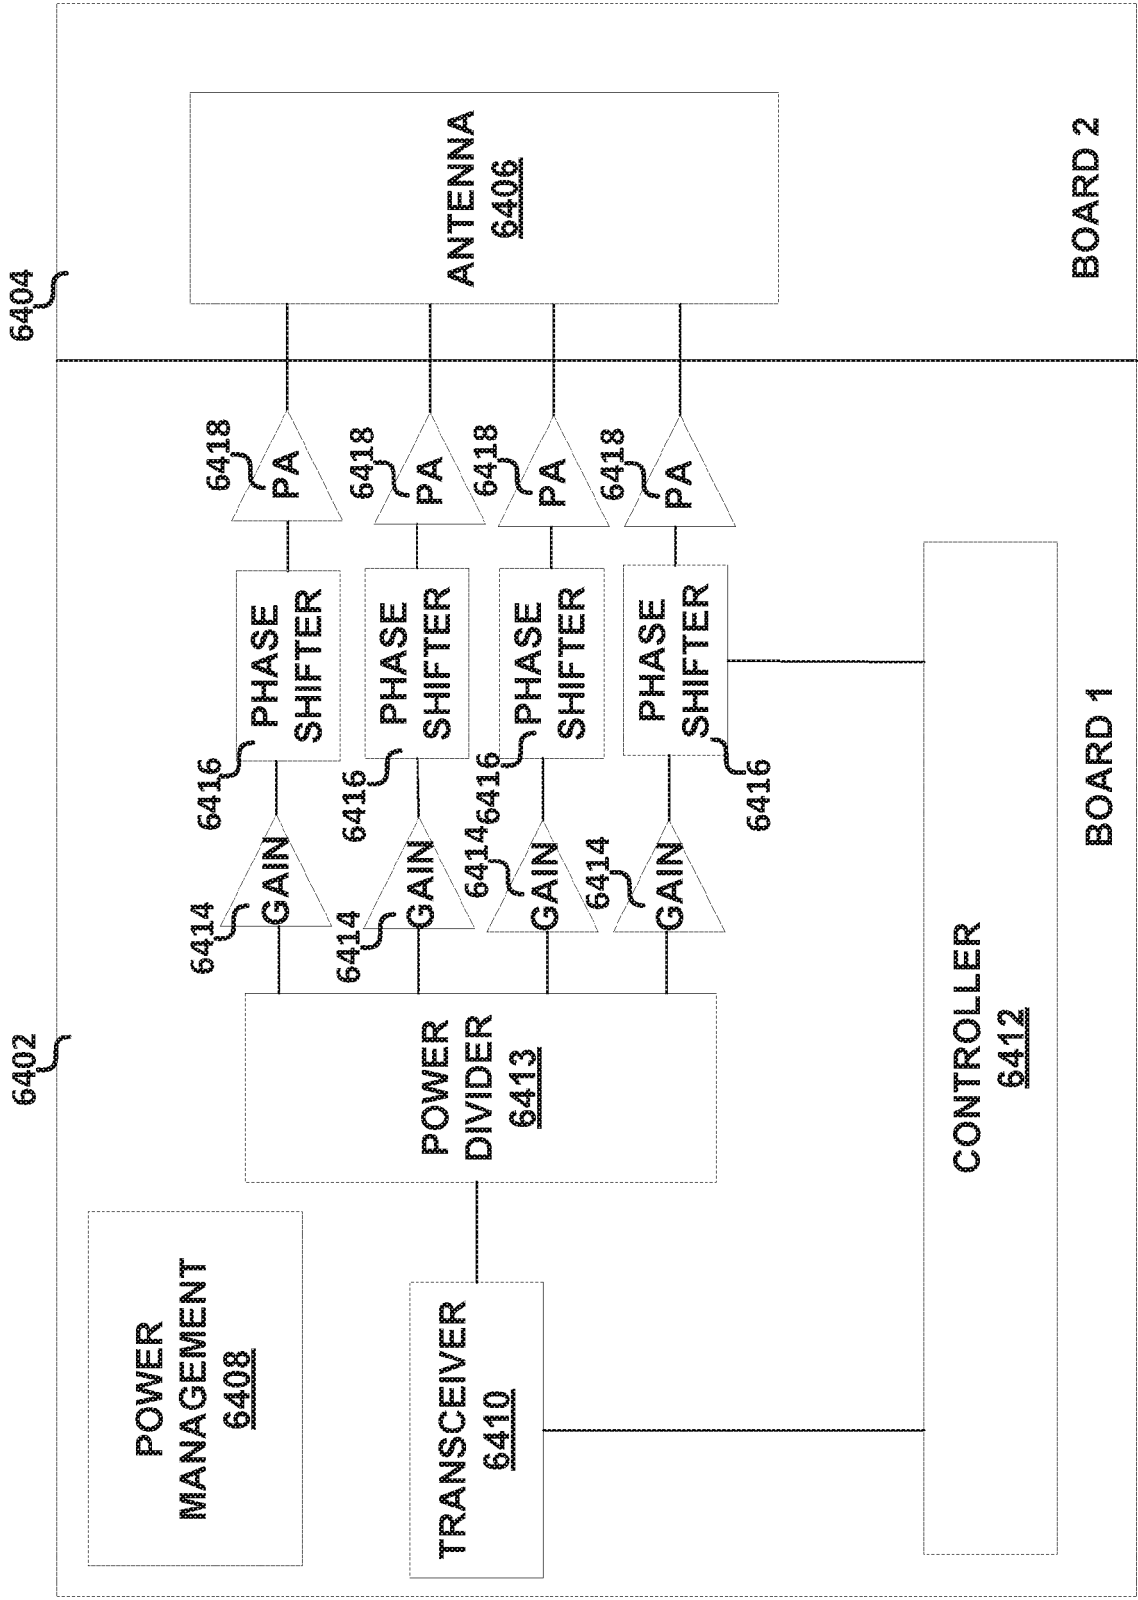 6402
6404
POWER
MANAGEMENT
6408
TRANSCEIVER
6410
POWER
DIVIDER
6413
6414
GAIN
6416
PHASE
SHIFTER
6418
PA
6414
GAIN
6416
PHASE
SHIFTER
6418
PA
6414
GAIN
6416
PHASE
SHIFTER
6418
PA
6414
GAIN
6416
PHASE
SHIFTER
6418
PA
ANTENNA
6406
CONTROLLER
6412
BOARD 1
BOARD 2